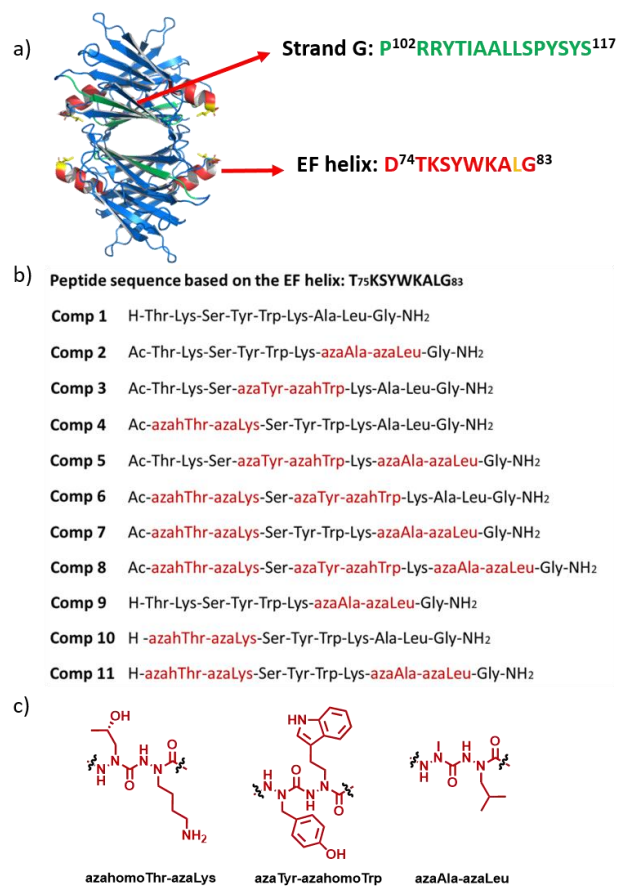 a)
Strand G: P¹⁰²RRYTIAALLSPYSYS¹¹⁷
EF helix: D⁷⁴TKSYWKALG⁸³
b)
Peptide sequence based on the EF helix: T₇₅KSYWKALG₈₃
Comp 1 H-Thr-Lys-Ser-Tyr-Trp-Lys-Ala-Leu-Gly-NH₂
Comp 2 Ac-Thr-Lys-Ser-Tyr-Trp-Lys-azaAla-azaLeu-Gly-NH₂
Comp 3 Ac-Thr-Lys-Ser-azaTyr-azahTrp-Lys-Ala-Leu-Gly-NH₂
Comp 4 Ac-azahThr-azaLys-Ser-Tyr-Trp-Lys-Ala-Leu-Gly-NH₂
Comp 5 Ac-Thr-Lys-Ser-azaTyr-azahTrp-Lys-azaAla-azaLeu-Gly-NH₂
Comp 6 Ac-azahThr-azaLys-Ser-azaTyr-azahTrp-Lys-Ala-Leu-Gly-NH₂
Comp 7 Ac-azahThr-azaLys-Ser-Tyr-Trp-Lys-azaAla-azaLeu-Gly-NH₂
Comp 8 Ac-azahThr-azaLys-Ser-azaTyr-azahTrp-Lys-azaAla-azaLeu-Gly-NH₂
Comp 9 H-Thr-Lys-Ser-Tyr-Trp-Lys-azaAla-azaLeu-Gly-NH₂
Comp 10 H -azahThr-azaLys-Ser-Tyr-Trp-Lys-Ala-Leu-Gly-NH₂
Comp 11 H-azahThr-azaLys-Ser-Tyr-Trp-Lys-azaAla-azaLeu-Gly-NH₂
c)
OH
N H N N H N O O NH₂
HN
N H N O N H N O OH
N H N O H N N O
azahomoThr-azaLys azaTyr-azahomoTrp azaAla-azaLeu